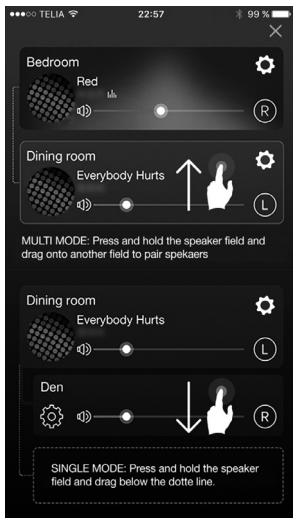 TELIA 22:57 99 %
Bedroom
Red
R
Dining room
Everybody Hurts
L
MULTI MODE: Press and hold the speaker field and
drag onto another field to pair spekaers
Dining room
Everybody Hurts
L
Den
R
SINGLE MODE: Press and hold the speaker
field and drag below the dotte line.